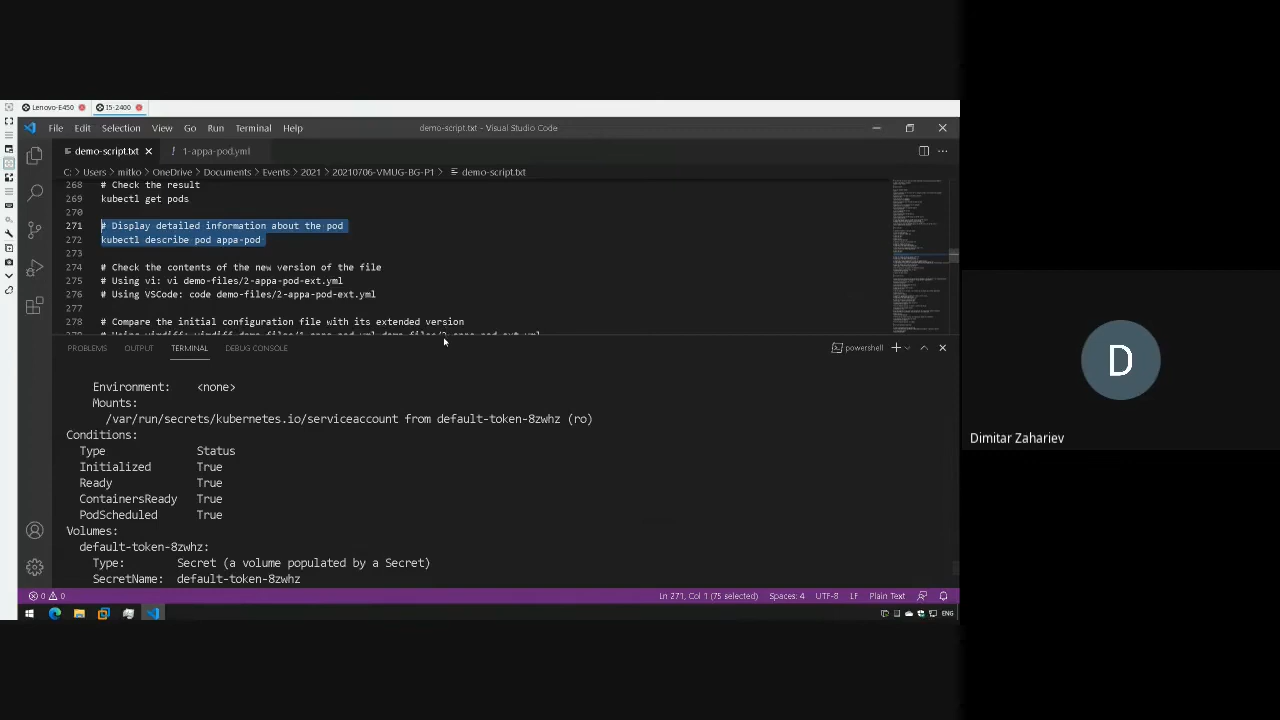 Lenovo-E450
I5-2400
File Edit Selection View Go Run Terminal Help
demo-script.txt - Visual Studio Code
demo-script.txt
1-appa-pod.yml
C: > Users > mitko > OneDrive > Documents > Events > 2021 > 20210706-VMUG-BG-P1 > demo-script.txt
268 # Check the result
269 kubectl get pods
270
271 # Display detailed information about the pod
272 kubectl describe pod appa-pod
273
274 # Check the contents of the new version of the file
275 # Using vi: vi demo-files/2-appa-pod-ext.yml
276 # Using VSCode: code demo-files/2-appa-pod-ext.yml
277
278 # Compare the initial configuration file with its extended version
PROBLEMS OUTPUT TERMINAL DEBUG CONSOLE
powershell
Environment: <none>
Mounts:
/var/run/secrets/kubernetes.io/serviceaccount from default-token-8zwhz (ro)
Conditions:
Type Status
Initialized True
Ready True
ContainersReady True
PodScheduled True
Volumes:
default-token-8zwhz:
Type: Secret (a volume populated by a Secret)
SecretName: default-token-8zwhz
0 0
Ln 271, Col 1 (75 selected) Spaces: 4 UTF-8 LF Plain Text
ENG
D
Dimitar Zahariev